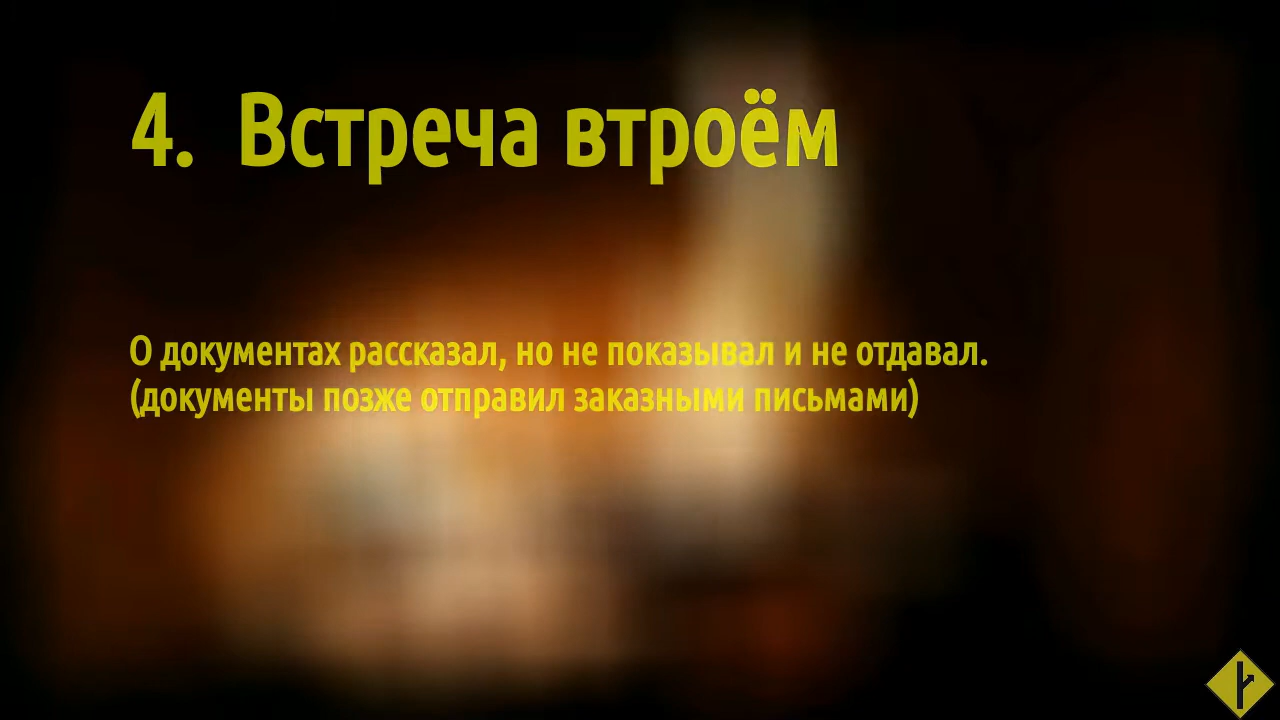 4. Встреча втроём
О документах рассказал, но не показывал и не отдавал.
(документы позже отправил заказными письмами)